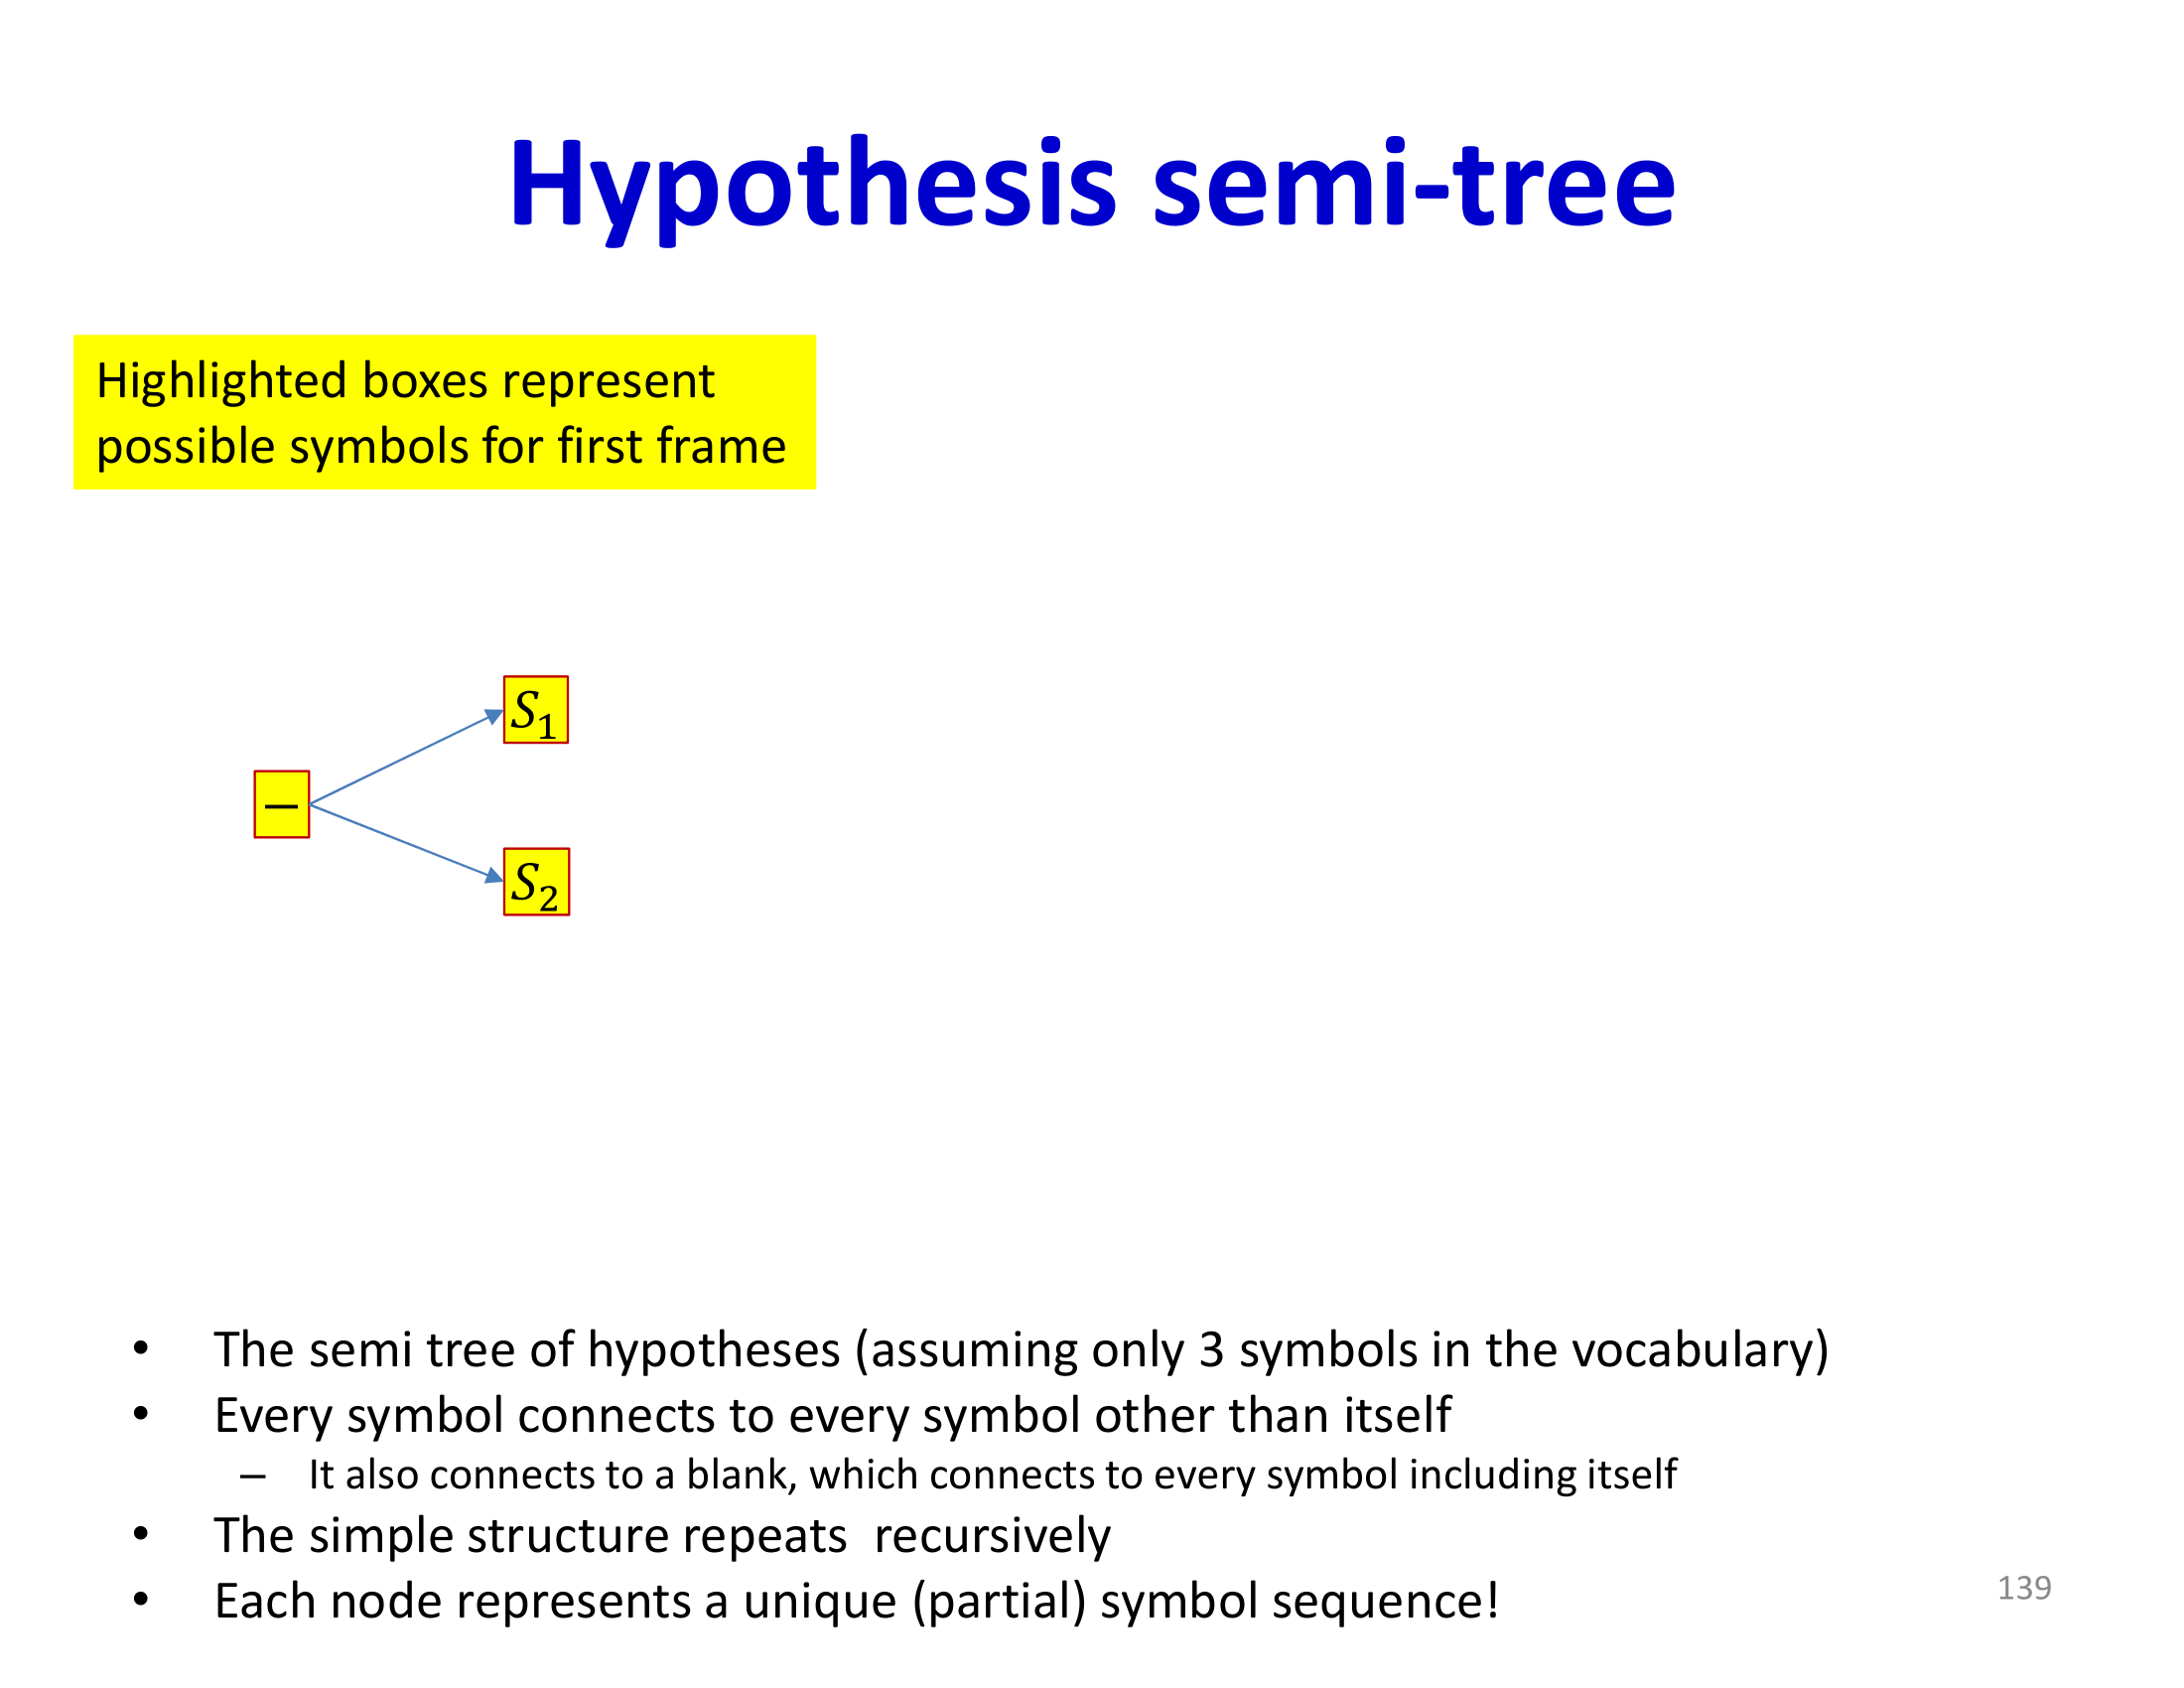 Hypothesis semi-tree
Highlighted boxes represent
possible symbols for first frame
S1
–
S2
• The semi tree of hypotheses (assuming only 3 symbols in the vocabulary)
• Every symbol connects to every symbol other than itself
– It also connects to a blank, which connects to every symbol including itself
• The simple structure repeats  recursively
• Each node represents a unique (partial) symbol sequence!
139